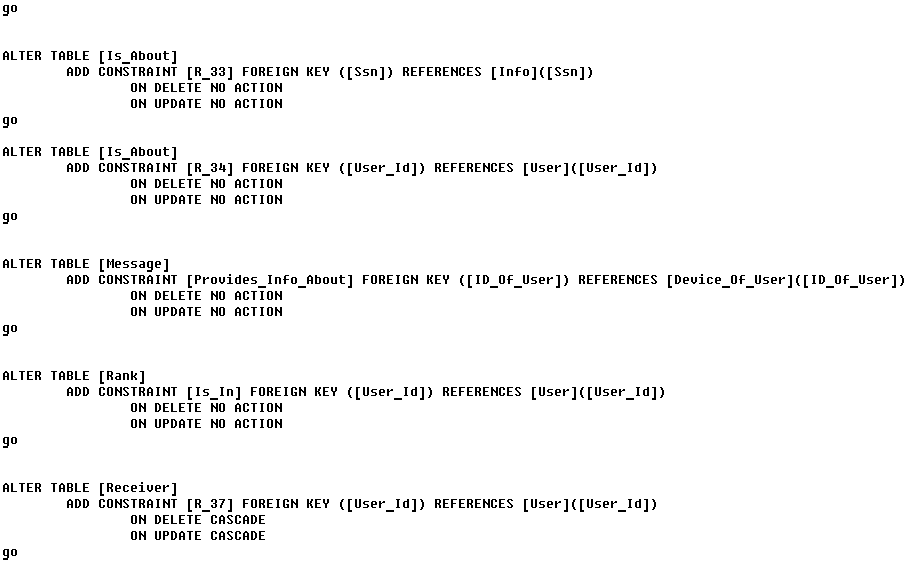 go
ALTER TABLE [Is_About]
ADD CONSTRAINT [R_33] FOREIGN KEY ([Ssn]) REFERENCES [Info]([Ssn])
ON DELETE NO ACTION
ON UPDATE NO ACTION
go
ALTER TABLE [Is_About]
ADD CONSTRAINT [R_34] FOREIGN KEY ([User_Id]) REFERENCES [User]([User_Id])
ON DELETE NO ACTION
ON UPDATE NO ACTION
go
ALTER TABLE [Message]
ADD CONSTRAINT [Provides_Info_About] FOREIGN KEY ([ID_Of_User]) REFERENCES [Device_Of_User]([ID_Of_User])
ON DELETE NO ACTION
ON UPDATE NO ACTION
go
ALTER TABLE [Rank]
ADD CONSTRAINT [Is_In] FOREIGN KEY ([User_Id]) REFERENCES [User]([User_Id])
ON DELETE NO ACTION
ON UPDATE NO ACTION
go
ALTER TABLE [Receiver]
ADD CONSTRAINT [R_37] FOREIGN KEY ([User_Id]) REFERENCES [User]([User_Id])
ON DELETE CASCADE
ON UPDATE CASCADE
go